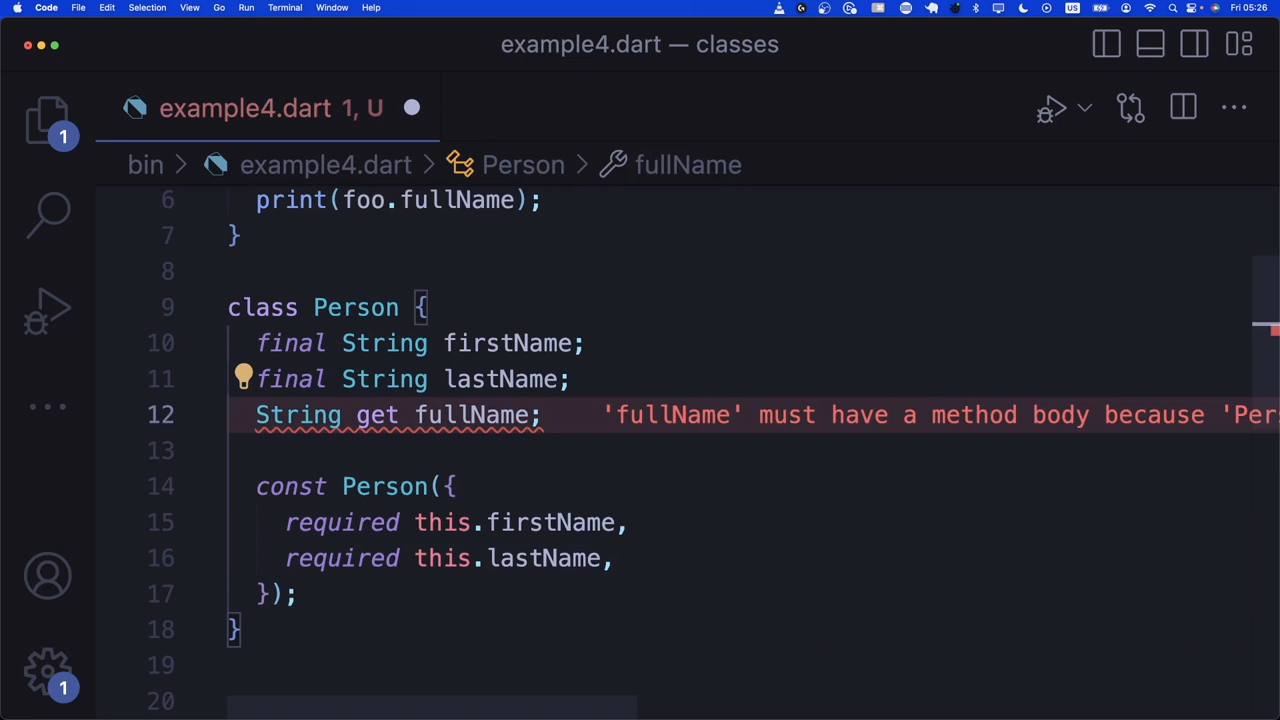 Code File Edit Selection View Go Run Terminal Window Help US Fri 05:26
example4.dart — classes
example4.dart 1, U
bin > example4.dart > Person > fullName
1
6 print(foo.fullName);
7 }
8
9 class Person {
10 final String firstName;
11 final String lastName;
12 String get fullName; 'fullName' must have a method body because 'Per
13
14 const Person({
15 required this.firstName,
16 required this.lastName,
17 });
18 }
19
20
1